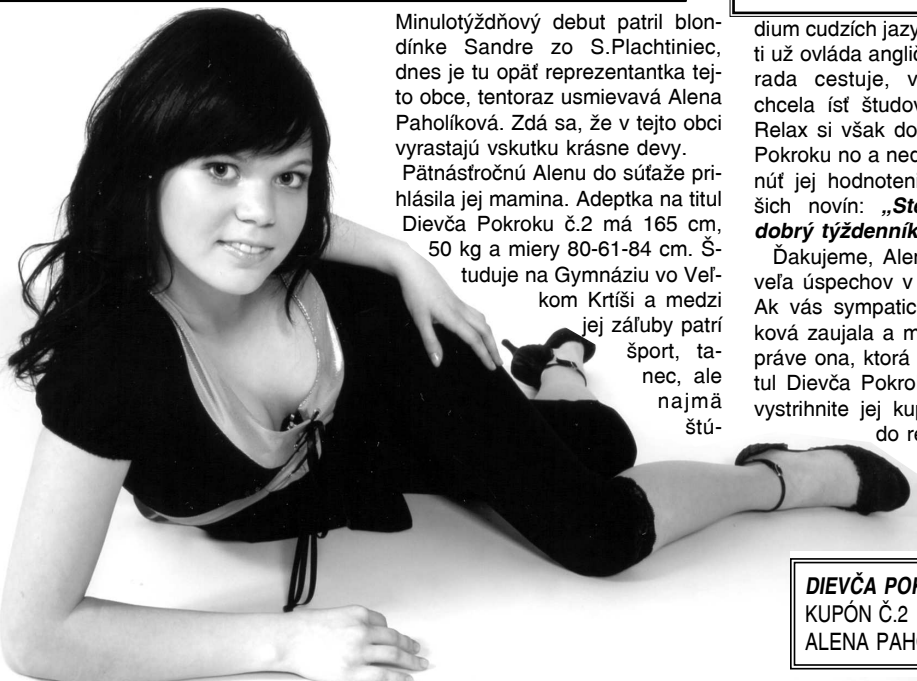 Minulotýždňový debut patril blon-
dínke Sandre zo S.Plachtiniec,
dnes je tu opäť reprezentantka tej-
to obce, tentoraz usmievavá Alena
Paholíková. Zdá sa, že v tejto obci
vyrastajú vskutku krásne devy.
Pätnásťročnú Alenu do súťaže pri-
hlásila jej mamina. Adeptka na titul
Dievča Pokroku č.2 má 165 cm,
50 kg a miery 80-61-84 cm. Š-
tuduje na Gymnáziu vo Veľ-
kom Krtíši a medzi
jej záľuby patrí
šport, ta-
nec, ale
najmä
štú-
dium cudzích jazy
ti už ovláda anglič
rada cestuje, v
chcela ísť študov
Relax si však do
Pokroku no a ned
núť jej hodnoteni
šich novín: „Ste
dobrý týždenník
Ďakujeme, Alen
veľa úspechov v
Ak vás sympatic
ková zaujala a m
práve ona, ktorá
tul Dievča Pokro
vystrihnite jej kup
do re
DIEVČA POK
KUPÓN Č.2
ALENA PAHO